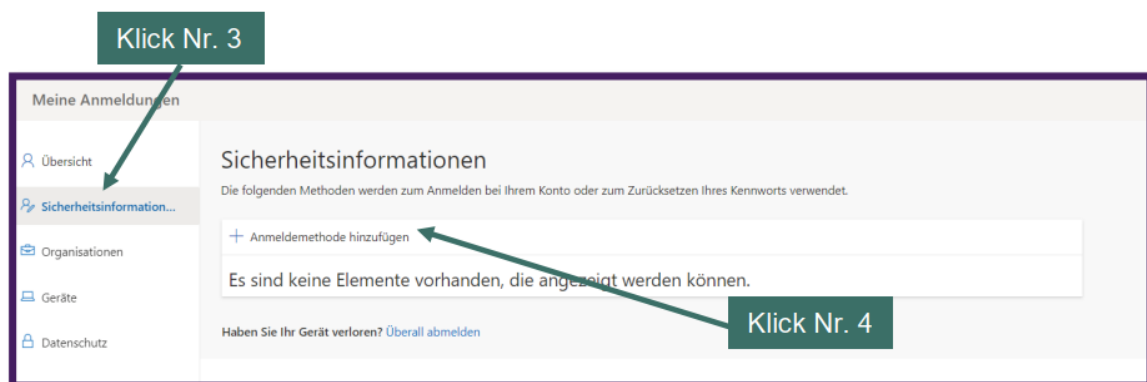 Klick Nr. 3
Meine Anmeldungen
Übersicht
Sicherheitsinformation...
Organisationen
Geräte
Datenschutz
Sicherheitsinformationen
Die folgenden Methoden werden zum Anmelden bei Ihrem Konto oder zum Zurücksetzen Ihres Kennworts verwendet.
Anmeldemethode hinzufügen
Es sind keine Elemente vorhanden, die angezeigt werden können.
Klick Nr. 4
Haben Sie Ihr Gerät verloren? Überall abmelden